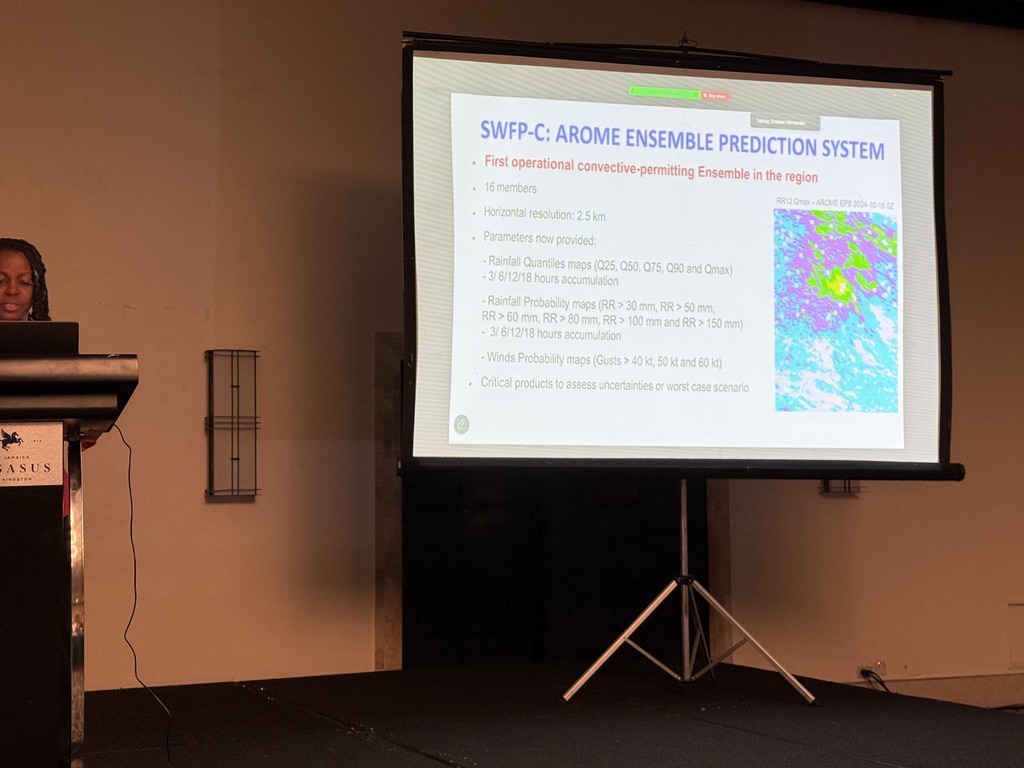 SWFP-C: AROME ENSEMBLE PREDICTION SYSTEM
• First operational convective-permitting Ensemble in the region
• 16 members
• Horizontal resolution: 2.5 km
• Parameters now provided:
- Rainfall Quantiles maps (Q25, Q50, Q75, Q90 and Qmax)
- 3/ 6/12/18 hours accumulation
- Rainfall Probability maps (RR > 30 mm, RR > 50 mm,
RR > 60 mm, RR > 80 mm, RR > 100 mm and RR > 150 mm)
- 3/ 6/12/18 hours accumulation
- Winds Probability maps (Gusts > 40 kt, 50 kt and 60 kt)
• Critical products to assess uncertainties or worst case scenario
RR12 Qmax – AROME EPS 2024-10-18 0Z
JAMAICA
GASUS
KINGSTON